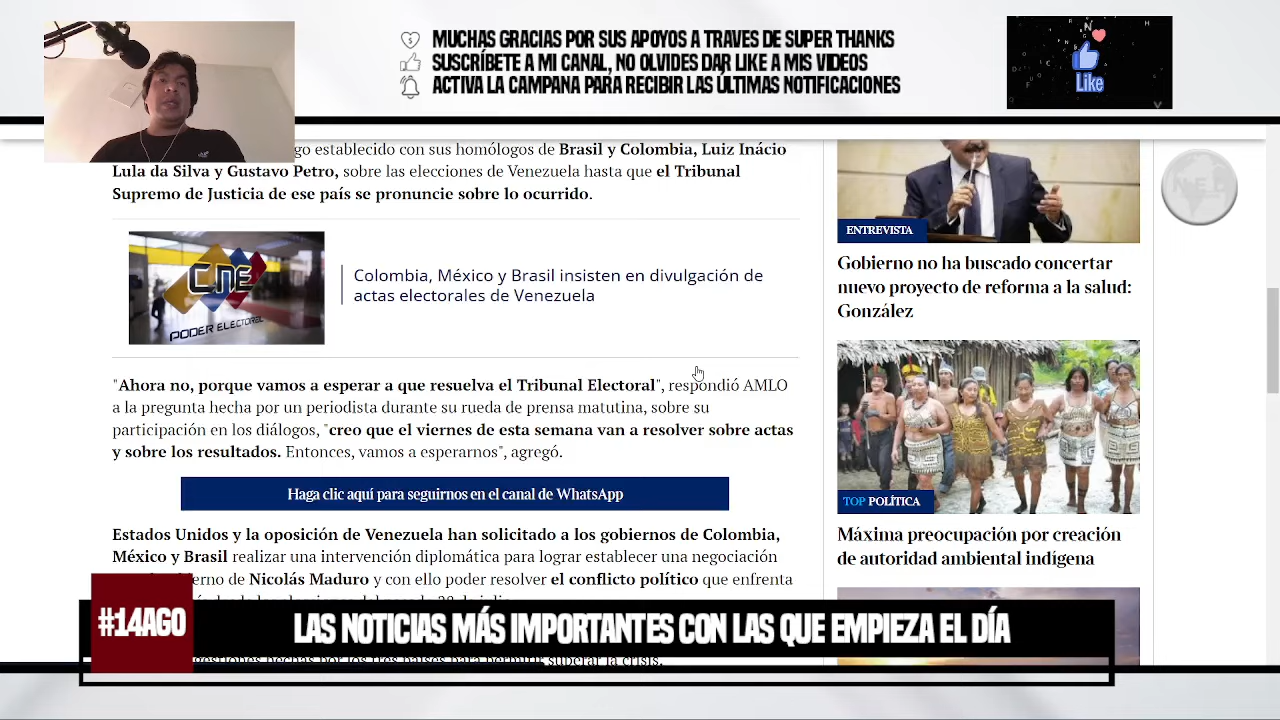 MUCHAS GRACIAS POR SUS APOYOS A TRAVES DE SUPER THANKS
SUSCRÍBETE A MI CANAL, NO OLVIDES DAR LIKE A MIS VIDEOS
ACTIVA LA CAMPANA PARA RECIBIR LAS ÚLTIMAS NOTIFICACIONES
Like
go establecido con sus homólogos de Brasil y Colombia, Luiz Inácio
Lula da Silva y Gustavo Petro, sobre las elecciones de Venezuela hasta que el Tribunal
Supremo de Justicia de ese país se pronuncie sobre lo ocurrido.
CNE
PODER ELECTORAL
Colombia, México y Brasil insisten en divulgación de
actas electorales de Venezuela
"Ahora no, porque vamos a esperar a que resuelva el Tribunal Electoral", respondió AMLO
a la pregunta hecha por un periodista durante su rueda de prensa matutina, sobre su
participación en los diálogos, "creo que el viernes de esta semana van a resolver sobre actas
y sobre los resultados. Entonces, vamos a esperarnos", agregó.
Haga clic aquí para seguirnos en el canal de WhatsApp
Estados Unidos y la oposición de Venezuela han solicitado a los gobiernos de Colombia,
México y Brasil realizar una intervención diplomática para lograr establecer una negociación
de Nicolás Maduro y con ello poder resolver el conflicto político que enfrenta
ENTREVISTA
Gobierno no ha buscado concertar
nuevo proyecto de reforma a la salud:
González
TOP POLÍTICA
Máxima preocupación por creación
de autoridad ambiental indígena
#14AGO
LAS NOTICIAS MÁS IMPORTANTES CON LAS QUE EMPIEZA EL DÍA